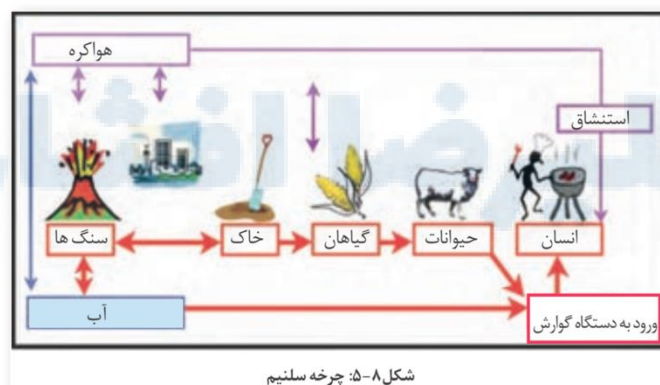 هواکره
استنشاق
سنگ ها
خاک
گیاهان
حیوانات
انسان
آب
ورود به دستگاه گوارش
شکل۸-۵: چرخه سلنیم